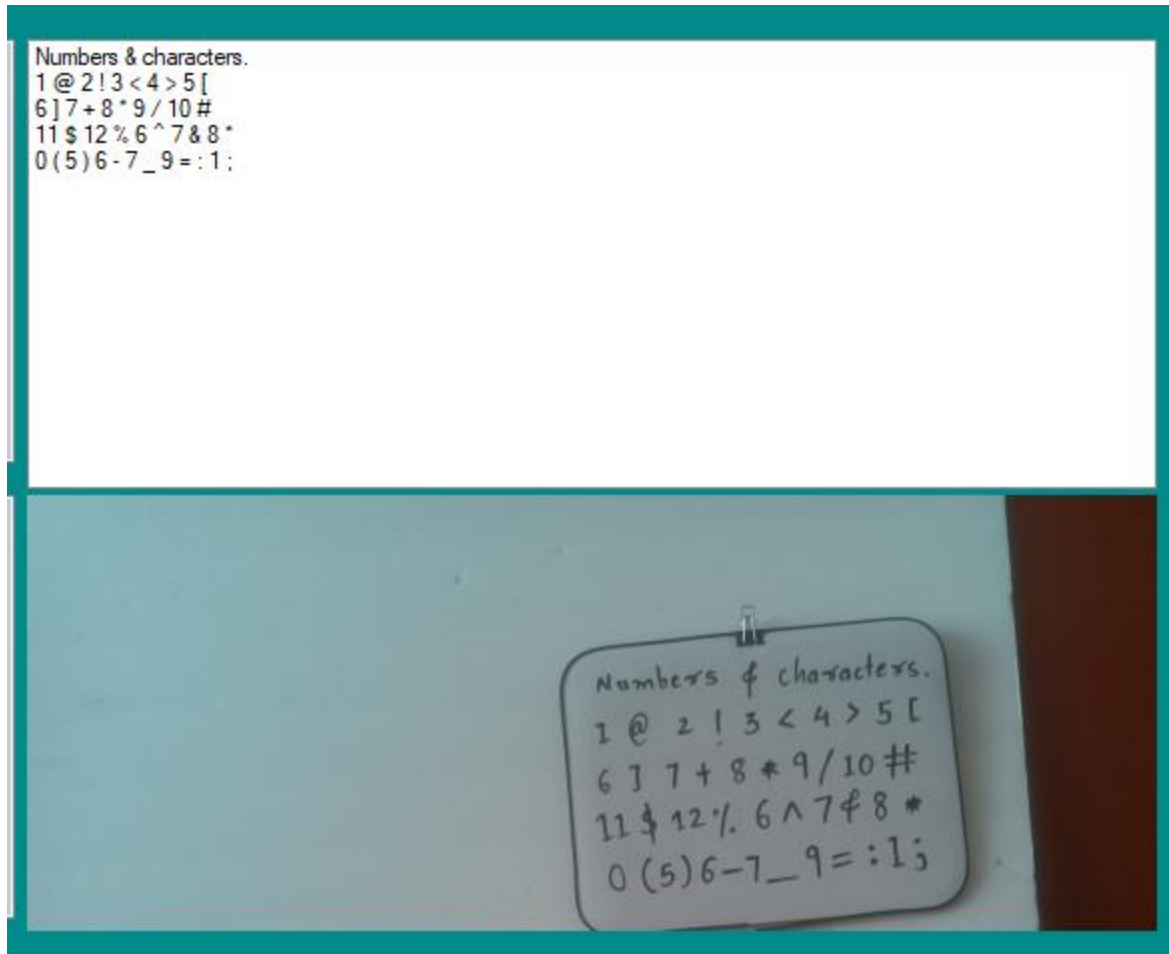 Numbers & characters.
1 @ 2 ! 3 < 4 > 5 [
6 ] 7 + 8 * 9 / 10 #
11 $ 12 % 6 ^ 7 & 8 *
0 ( 5 ) 6 - 7 _ 9 = : 1 ;
Numbers & characters.
1 @ 2 ! 3 < 4 > 5 [
6 ] 7 + 8 * 9 / 10 #
11 $ 12 % 6 ^ 7 & 8 *
0 ( 5 ) 6 - 7 _ 9 = : 1 ;